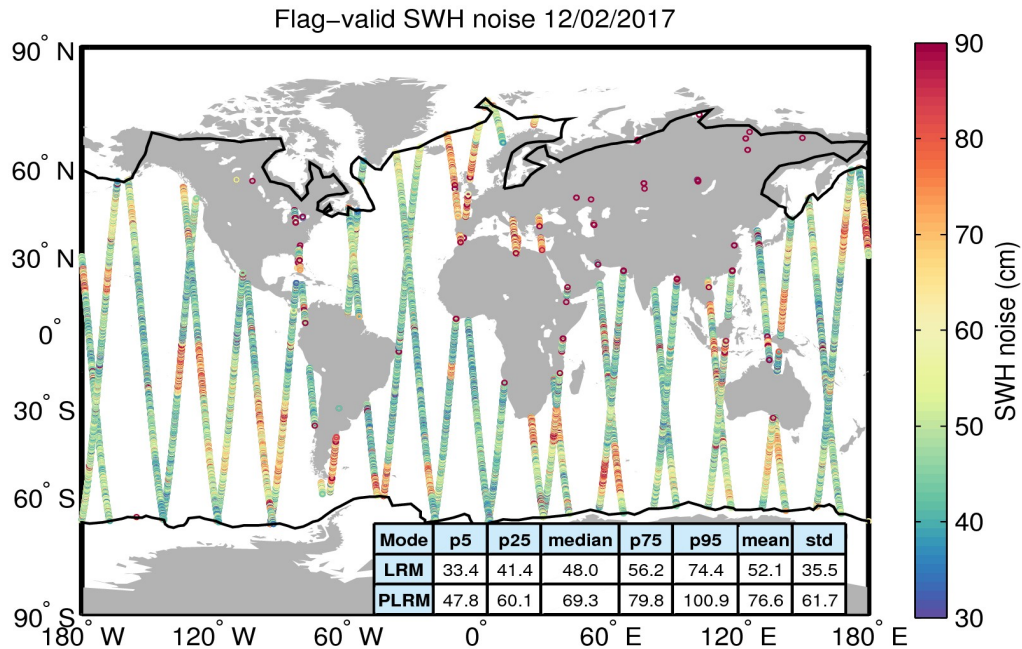 Flag−valid SWH noise 12/02/2017
90° N
60° N
30° N
0°
30° S
60° S
90° S
180° W
120° W
60° W
0°
60° E
120° E
180° E
90
80
70
60
50
40
30
SWH noise (cm)
Mode p5 p25 median p75 p95 mean std
LRM 33.4 41.4 48.0 56.2 74.4 52.1 35.5
PLRM 47.8 60.1 69.3 79.8 100.9 76.6 61.7